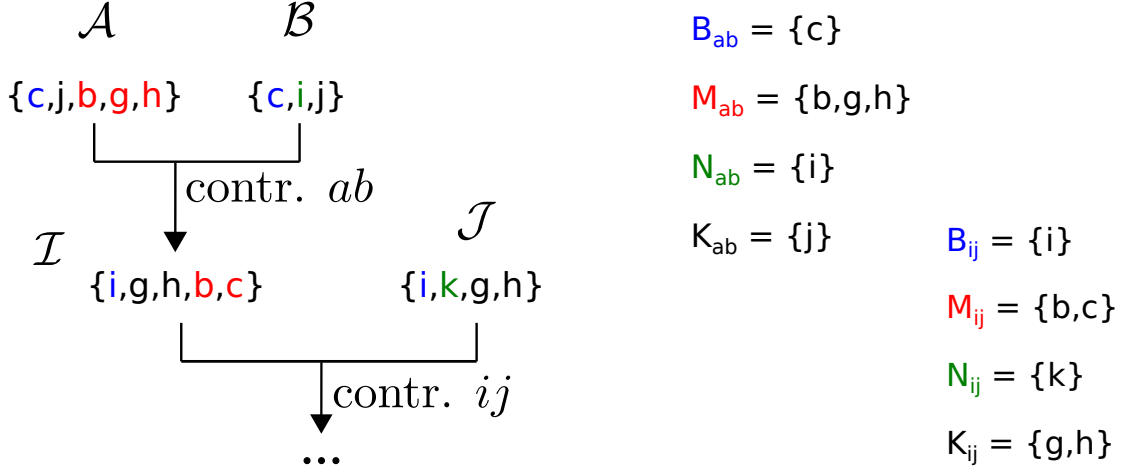 𝒜 ℬ
{c,j,b,g,h} {c,i,j}
contr. ab
ℐ 𝒥
{i,g,h,b,c} {i,k,g,h}
contr. ij
...
B_ab = {c}
M_ab = {b,g,h}
N_ab = {i}
K_ab = {j}
B_ij = {i}
M_ij = {b,c}
N_ij = {k}
K_ij = {g,h}